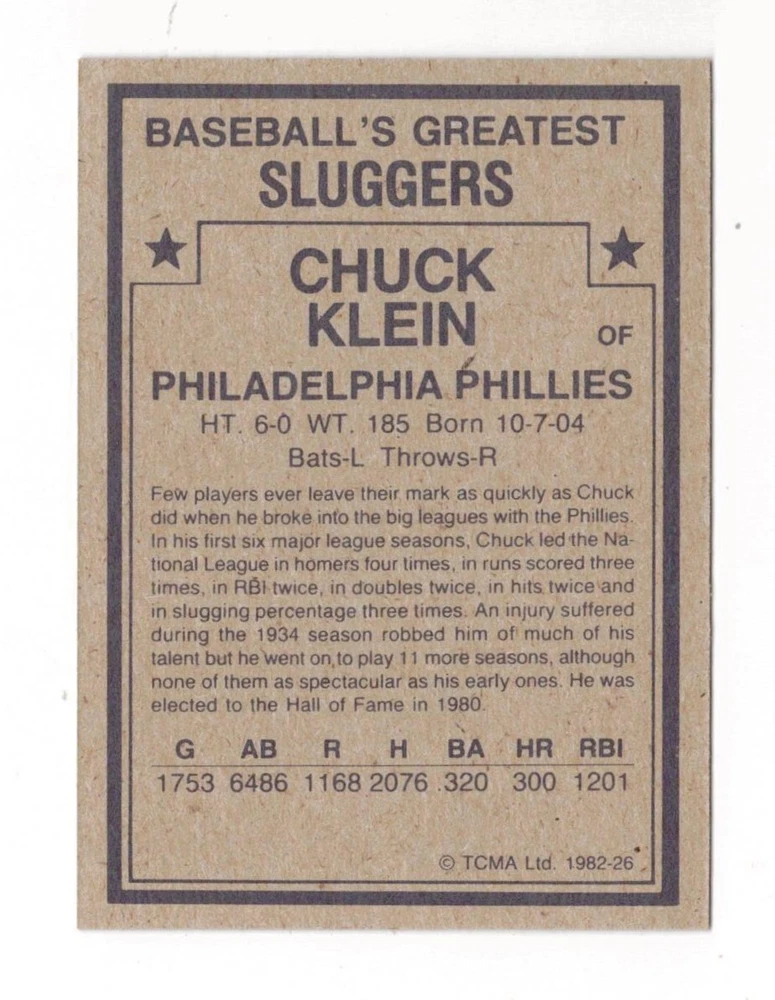 BASEBALL'S GREATEST
SLUGGERS
CHUCK
KLEIN
OF
PHILADELPHIA PHILLIES
HT. 6-0 WT. 185 Born 10-7-04
Bats-L Throws-R
Few players ever leave their mark as quickly as Chuck
did when he broke into the big leagues with the Phillies.
In his first six major league seasons, Chuck led the Na-
tional League in homers four times, in runs scored three
times, in RBI twice, in doubles twice, in hits twice and
in slugging percentage three times. An injury suffered
during the 1934 season robbed him of much of his
talent but he went on to play 11 more seasons, although
none of them as spectacular as his early ones. He was
elected to the Hall of Fame in 1980.
G AB R H BA HR RBI
1753 6486 1168 2076 .320 300 1201
© TCMA Ltd. 1982-26